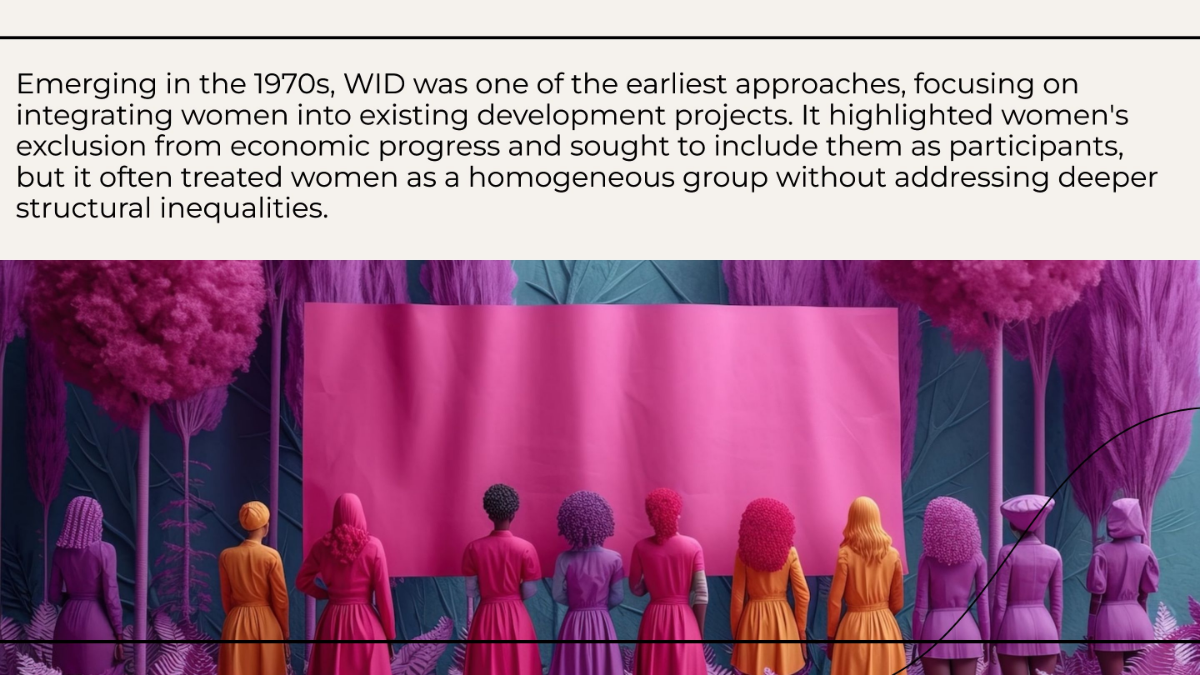 Emerging in the 1970s, WID was one of the earliest approaches, focusing on
integrating women into existing development projects. It highlighted women's
exclusion from economic progress and sought to include them as participants,
but it often treated women as a homogeneous group without addressing deeper
structural inequalities.